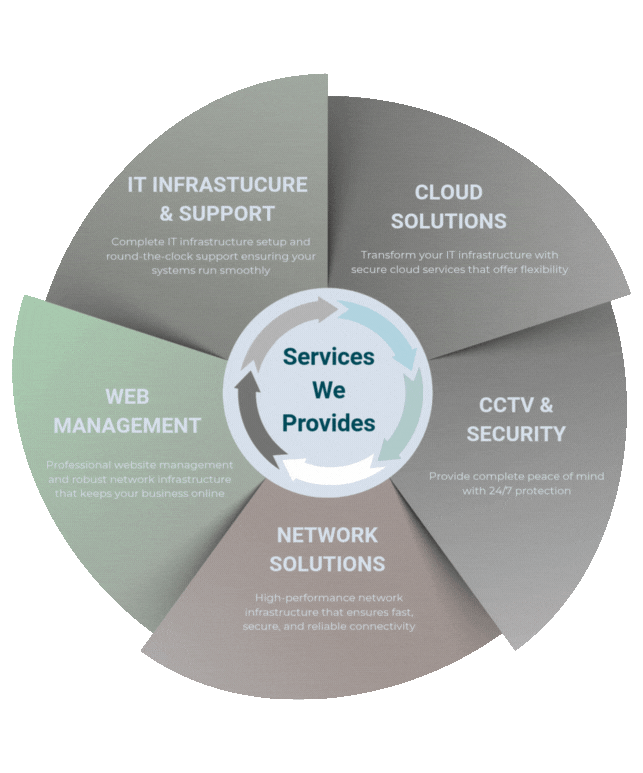 IT INFRASTUCURE
& SUPPORT
Complete IT infrastructure setup and
round-the-clock support ensuring your
systems run smoothly
CLOUD
SOLUTIONS
Transform your IT infrastructure with
secure cloud services that offer flexibility
Services
We
Provides
WEB
MANAGEMENT
Professional website management
and robust network infrastructure
that keeps your business online
CCTV &
SECURITY
Provide complete peace of mind
with 24/7 protection
NETWORK
SOLUTIONS
High-performance network
infrastructure that ensures fast,
secure, and reliable connectivity